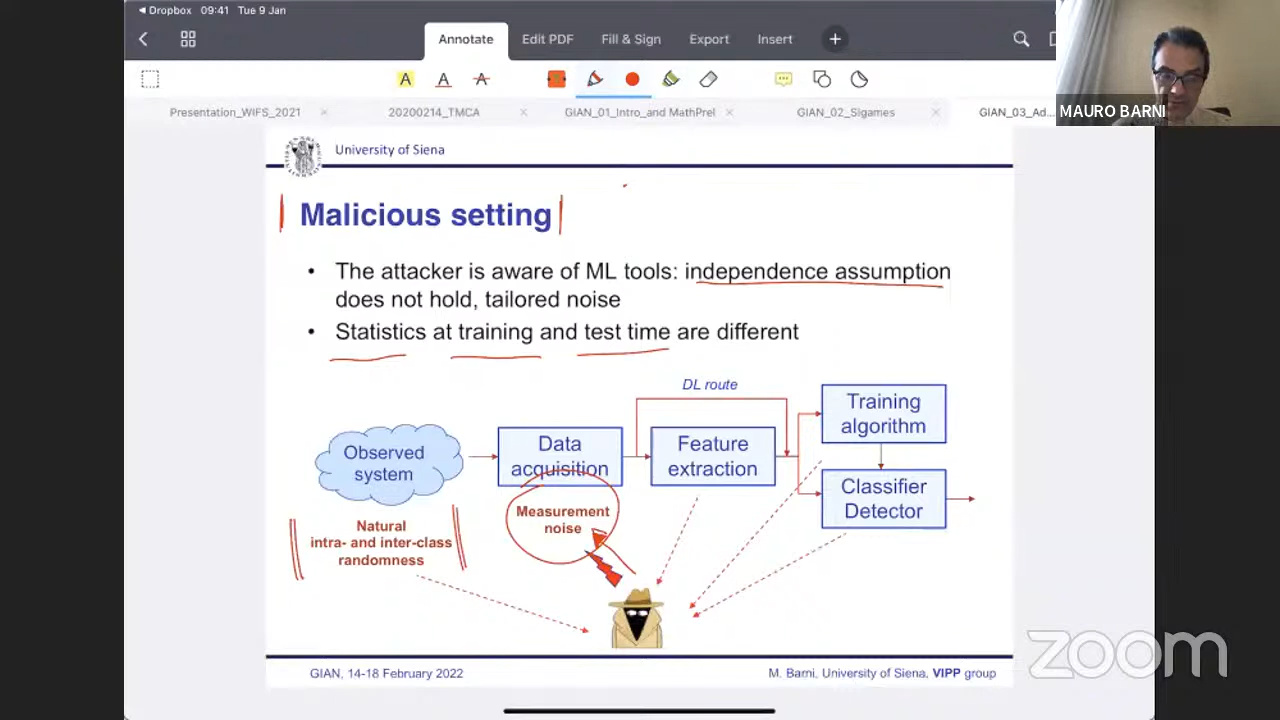 Dropbox 09:41 Tue 9 Jan
Annotate Edit PDF Fill & Sign Export Insert
A A A
Presentation_WIFS_2021 20200214_TMCA GIAN_01_Intro_and MathPrel GIAN_02_Sigames GIAN_03_Ad...
MAURO BARNI
University of Siena
Malicious setting
• The attacker is aware of ML tools: independence assumption
does not hold, tailored noise
• Statistics at training and test time are different
DL route
Observed
system
Data
acquisition
Feature
extraction
Training
algorithm
Classifier
Detector
Natural
intra- and inter-class
randomness
Measurement
noise
GIAN, 14-18 February 2022
M. Barni, University of Siena, VIPP group
zoom